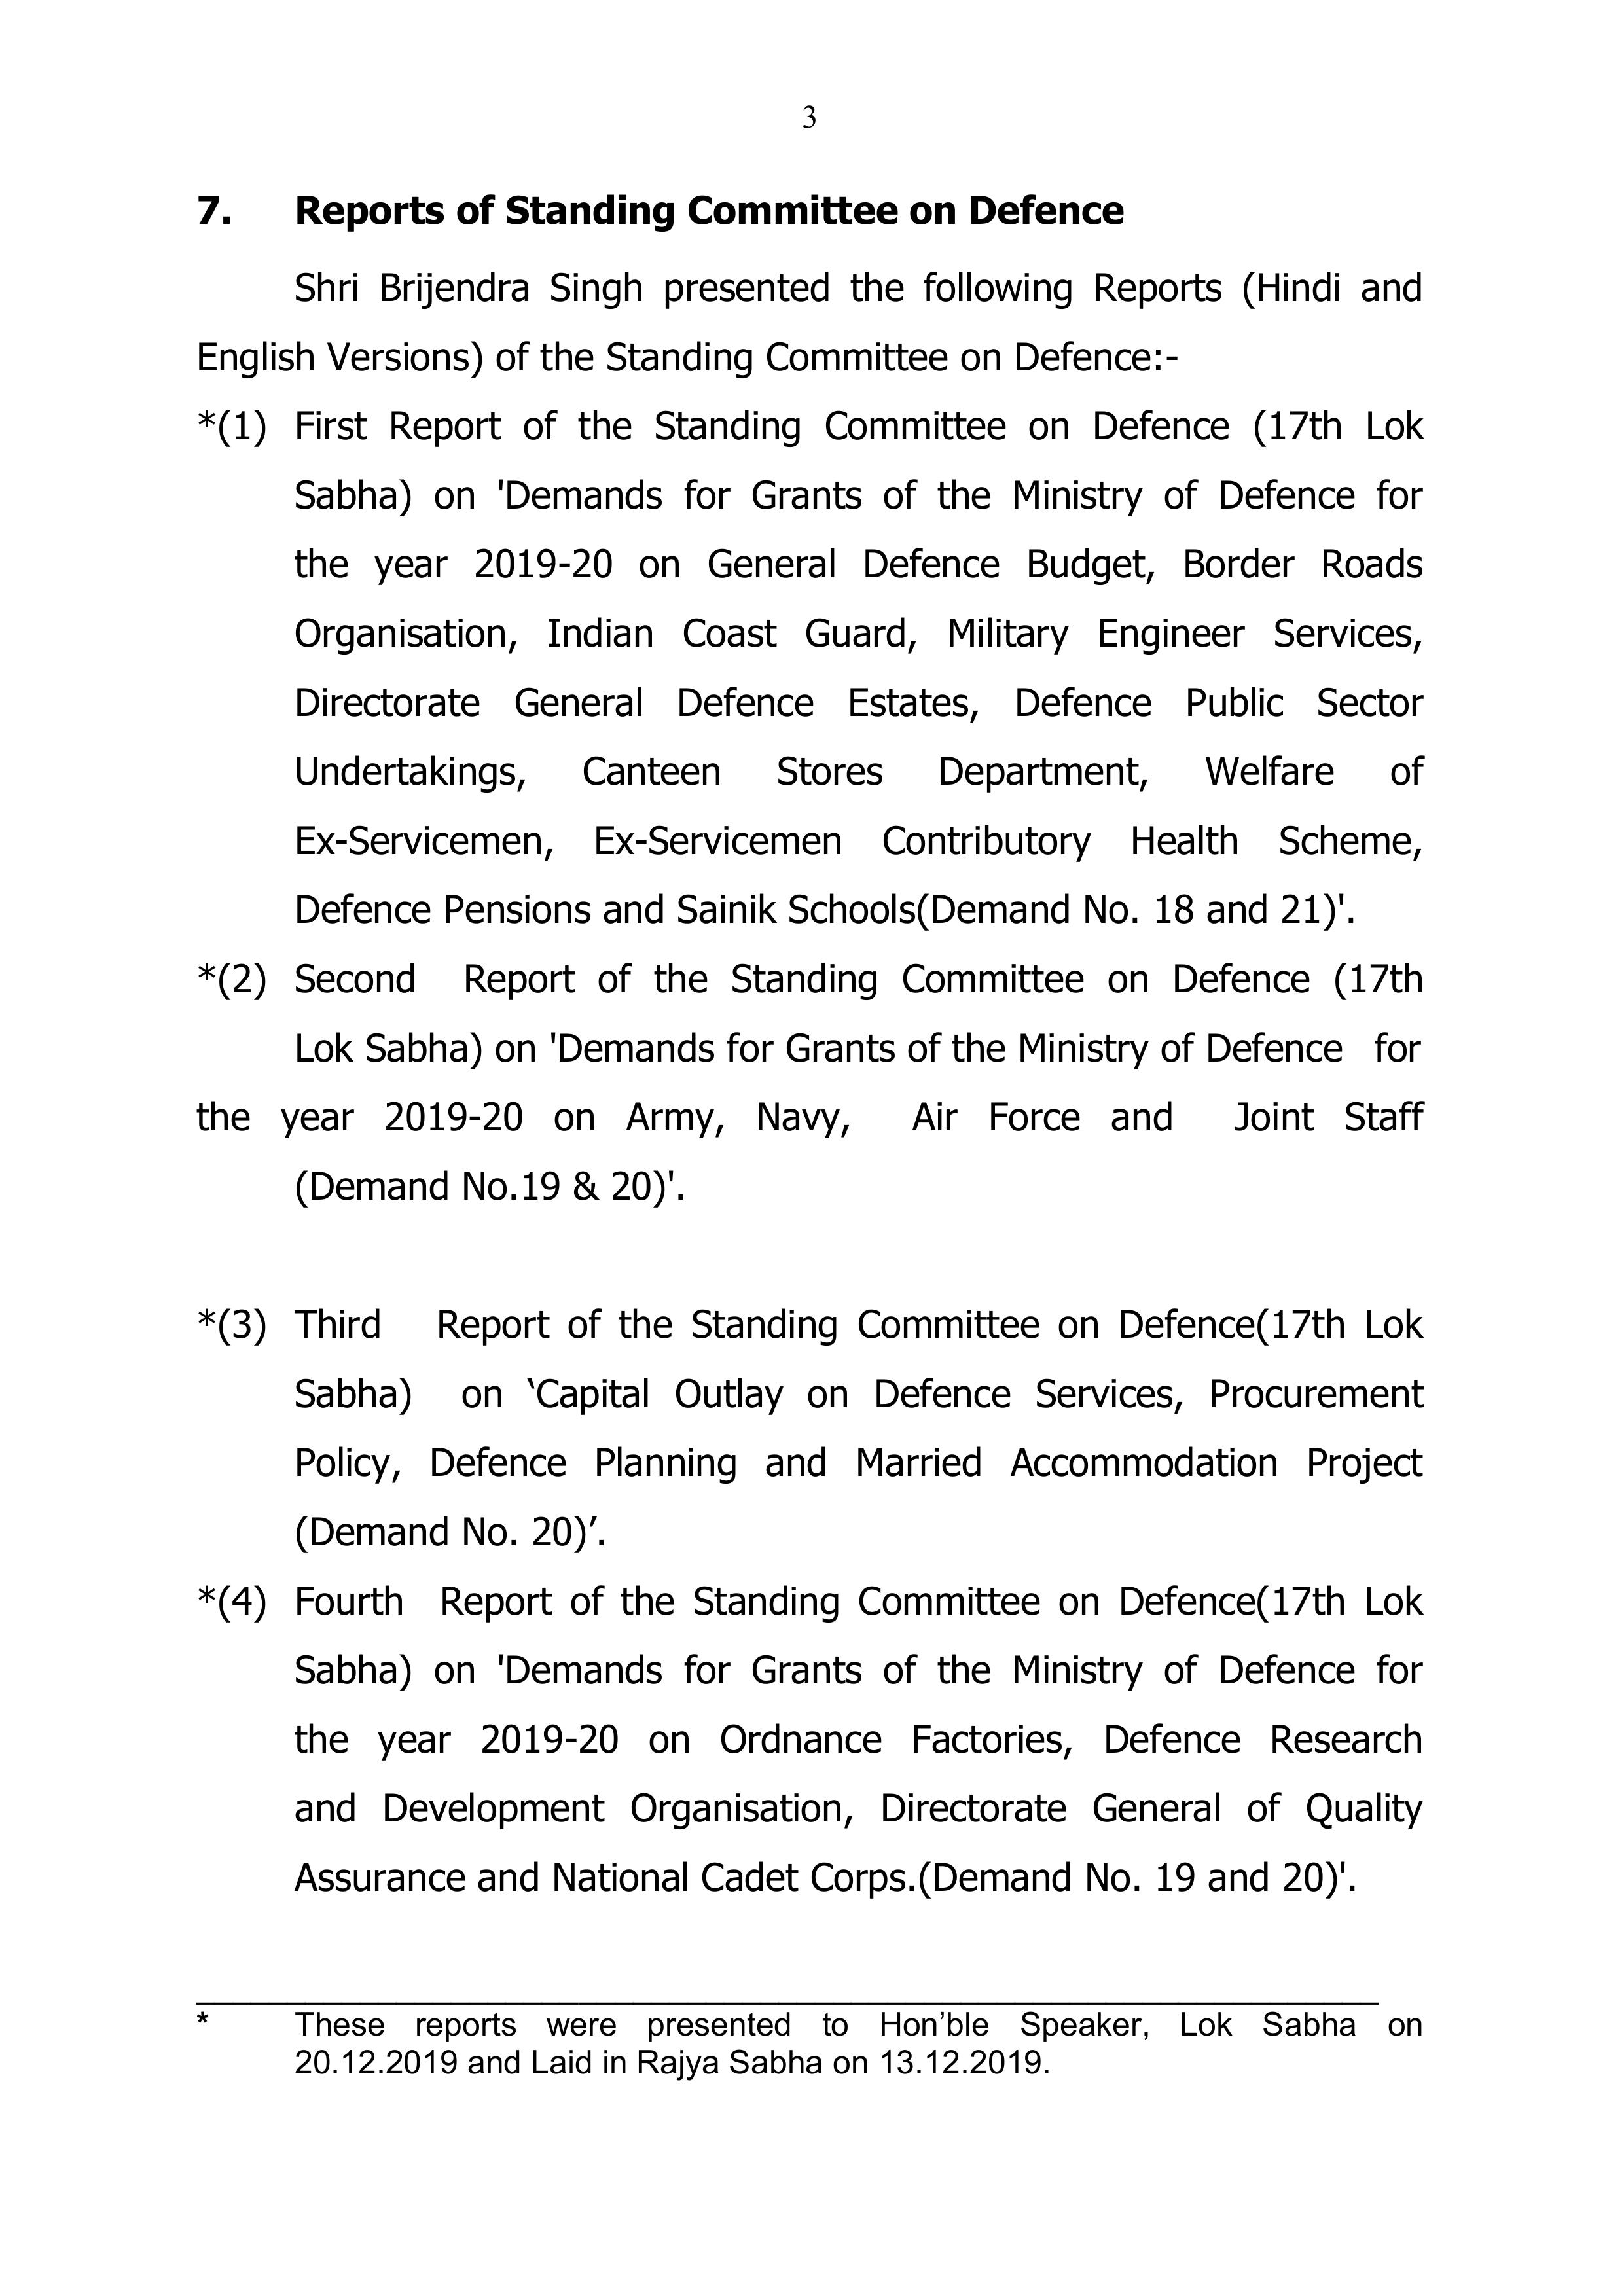 3
7. Reports of Standing Committee on Defence
Shri Brijendra Singh presented the following Reports (Hindi and
English Versions) of the Standing Committee on Defence:-
*(1) First Report of the Standing Committee on Defence (17th Lok
Sabha) on 'Demands for Grants of the Ministry of Defence for
the year 2019-20 on General Defence Budget, Border Roads
Organisation, Indian Coast Guard, Military Engineer Services,
Directorate General Defence Estates, Defence Public Sector
Undertakings, Canteen Stores Department, Welfare of
Ex-Servicemen, Ex-Servicemen Contributory Health Scheme,
Defence Pensions and Sainik Schools(Demand No. 18 and 21)'.
*(2) Second Report of the Standing Committee on Defence (17th
Lok Sabha) on 'Demands for Grants of the Ministry of Defence for
the year 2019-20 on Army, Navy, Air Force and Joint Staff
(Demand No.19 & 20)'.
*(3) Third Report of the Standing Committee on Defence(17th Lok
Sabha) on ‘Capital Outlay on Defence Services, Procurement
Policy, Defence Planning and Married Accommodation Project
(Demand No. 20)’.
*(4) Fourth Report of the Standing Committee on Defence(17th Lok
Sabha) on 'Demands for Grants of the Ministry of Defence for
the year 2019-20 on Ordnance Factories, Defence Research
and Development Organisation, Directorate General of Quality
Assurance and National Cadet Corps.(Demand No. 19 and 20)'.
* These reports were presented to Hon’ble Speaker, Lok Sabha on
20.12.2019 and Laid in Rajya Sabha on 13.12.2019.